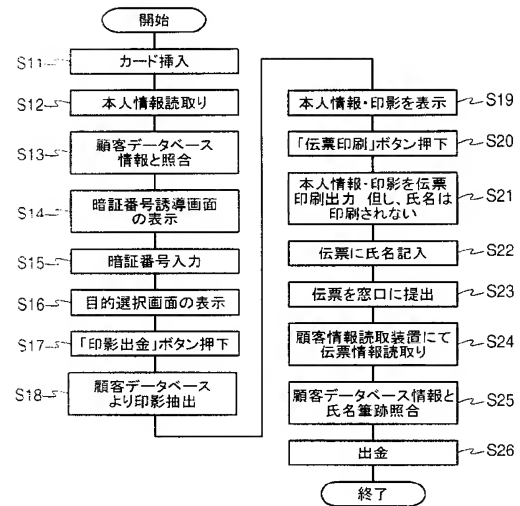 開始
S11
カード挿入
S12
本人情報読取り
S13
顧客データベース
情報と照合
S14
暗証番号誘導画面
の表示
S15
暗証番号入力
S16
目的選択画面の表示
S17
「印影出金」ボタン押下
S18
顧客データベース
より印影抽出
本人情報・印影を表示
S19
「伝票印刷」ボタン押下
S20
本人情報・印影を伝票
印刷出力 但し、氏名は
印刷されない
S21
伝票に氏名記入
S22
伝票を窓口に提出
S23
顧客情報読取装置にて
伝票情報読取り
S24
顧客データベース情報と
氏名筆跡照合
S25
出金
S26
終了